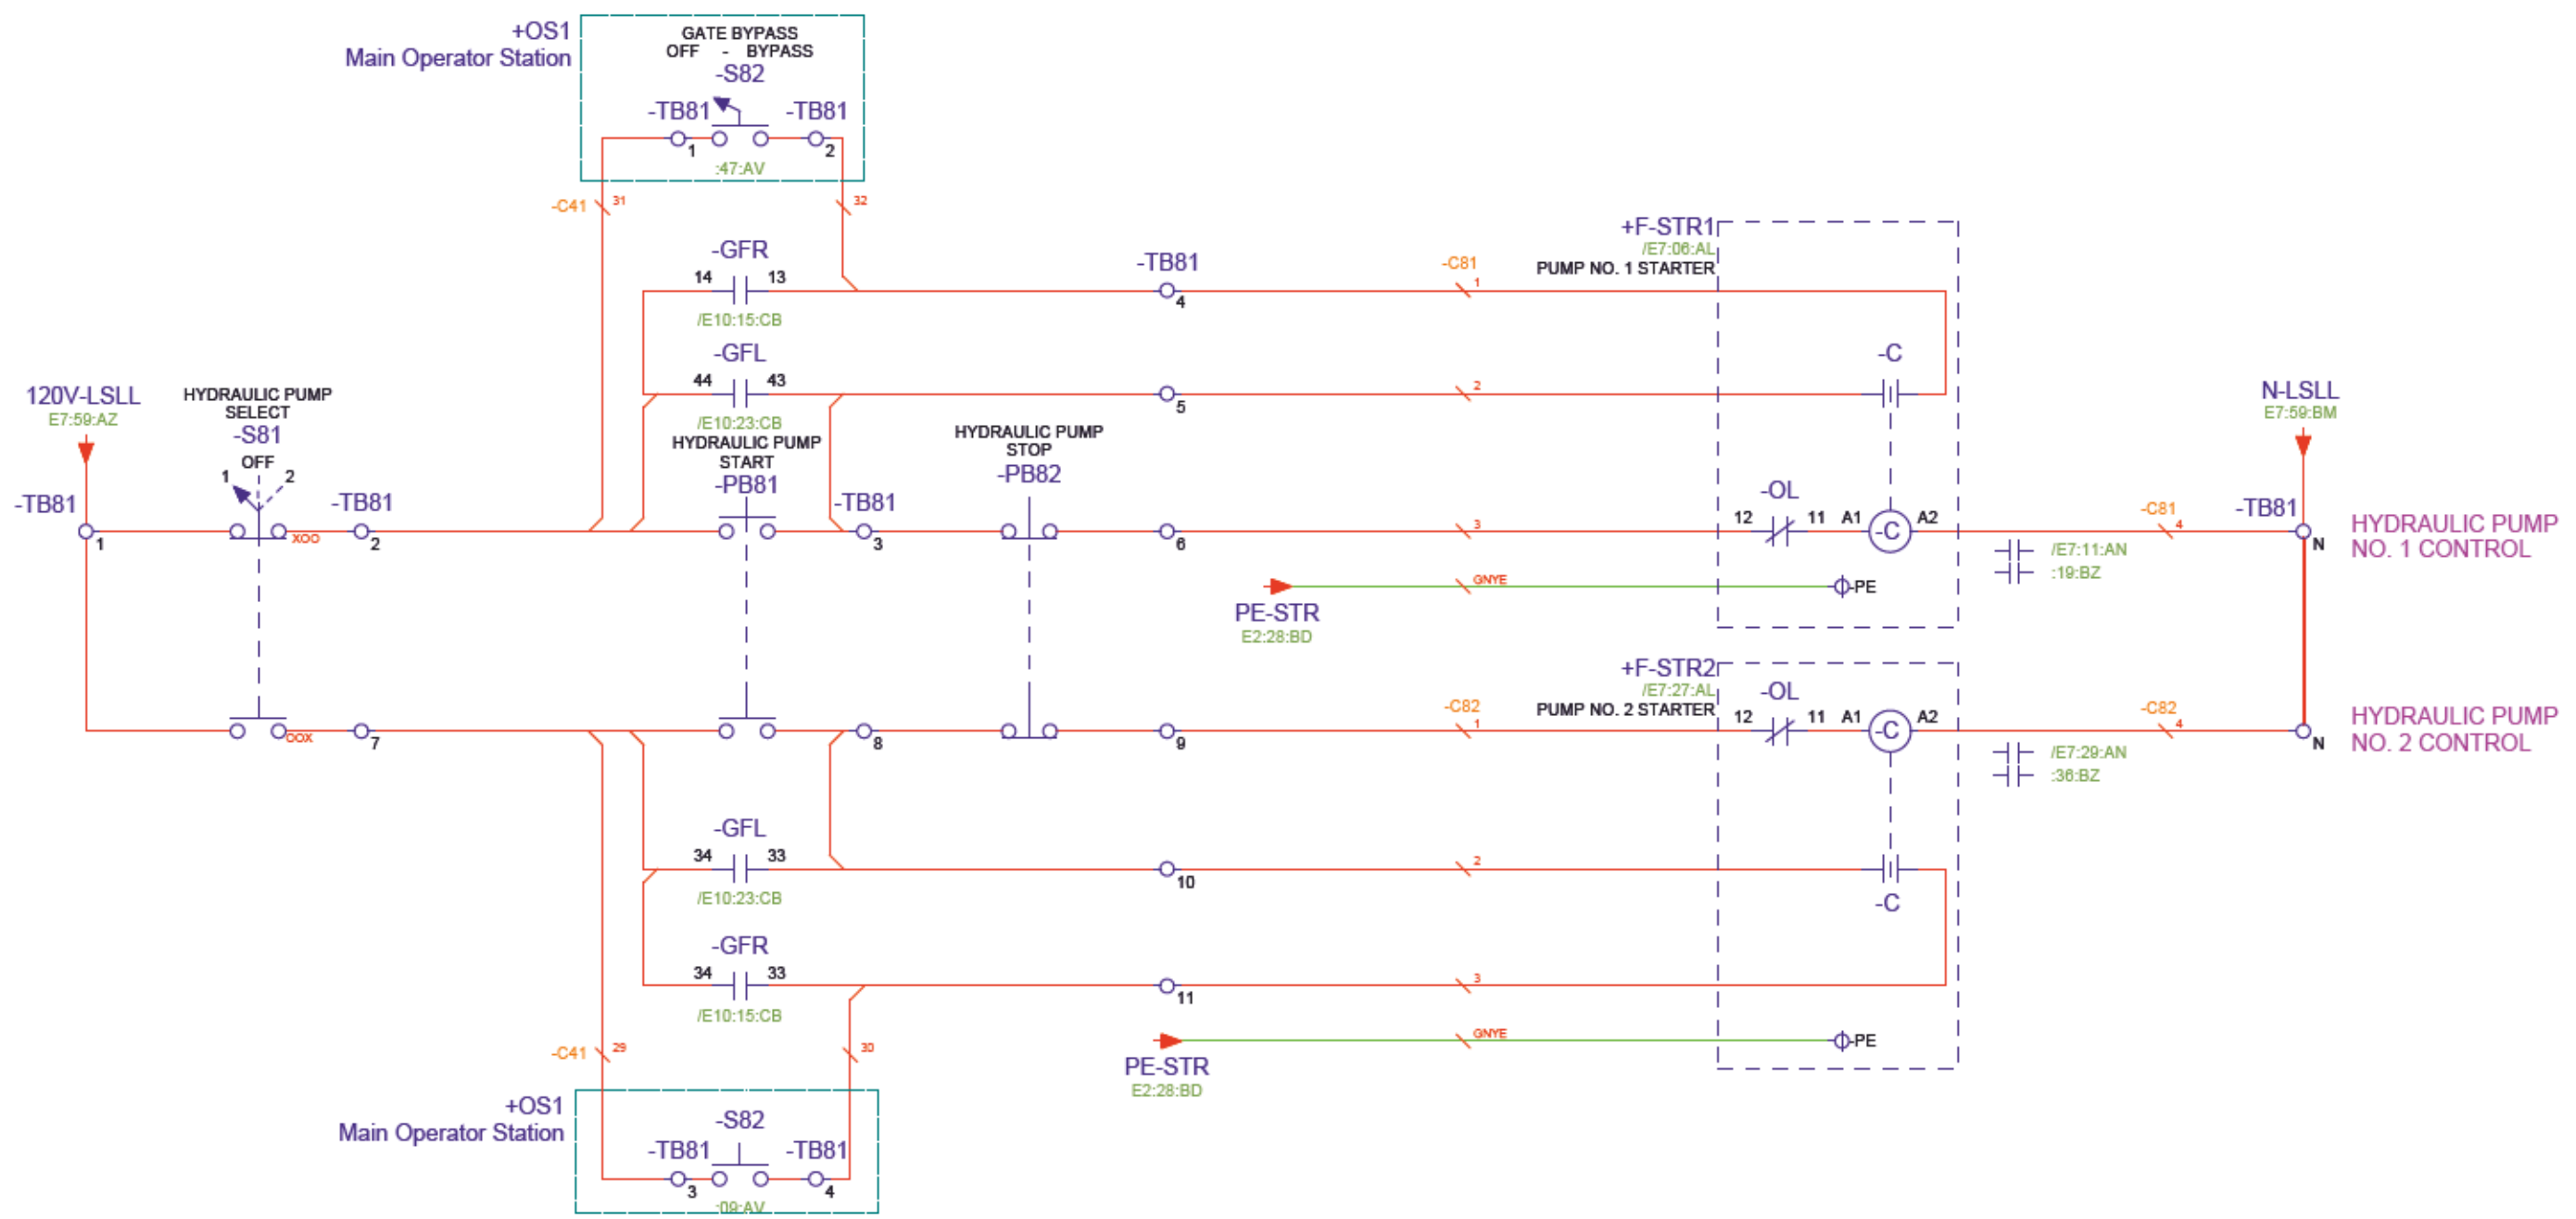 +OS1
Main Operator Station
GATE BYPASS
OFF - BYPASS
-S82
-TB81
-TB81
1
2
:47:AV
-C41
31
32
-GFR
14
13
/E10:15:CB
-TB81
4
-C81
1
+F-STR1
/E7:06:AL
PUMP NO. 1 STARTER
-GFL
44
43
/E10:23:CB
5
2
-C
120V-LSLL
E7:59:AZ
HYDRAULIC PUMP
SELECT
-S81
OFF
1
2
-TB81
1
XOO
-TB81
2
HYDRAULIC PUMP
START
-PB81
-TB81
3
HYDRAULIC PUMP
STOP
-PB82
6
3
-OL
12
11
A1
-C
A2
-C81
4
N-LSLL
E7:59:BM
-TB81
N
HYDRAULIC PUMP
NO. 1 CONTROL
/E7:11:AN
:19:BZ
PE-STR
E2:28:BD
GNYE
-PE
OOX
7
8
9
-C82
1
+F-STR2
/E7:27:AL
PUMP NO. 2 STARTER
-OL
12
11
A1
-C
A2
-C82
4
N
HYDRAULIC PUMP
NO. 2 CONTROL
/E7:29:AN
:36:BZ
-GFL
34
33
/E10:23:CB
10
2
-C
-GFR
34
33
/E10:15:CB
11
3
PE-STR
E2:28:BD
GNYE
-PE
-C41
29
30
+OS1
Main Operator Station
-S82
-TB81
-TB81
3
4
:09:AV